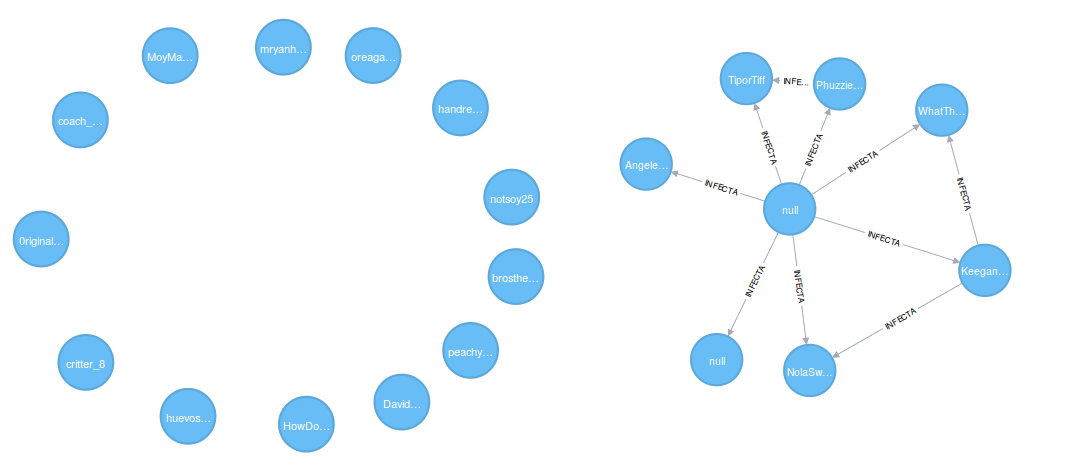 mryanh...
MoyMa...
oreaga...
handre...
coach_...
notsoy25
0riginal...
brosthe...
peachy...
critter_8
David...
huevos...
HowDo...
TiporTiff
INFE...
Phuzzie...
WhatTh...
INFECTA
INFECTA
INFECTA
Angele...
INFECTA
INFECTA
null
INFECTA
Keegan...
INFECTA
INFECTA
INFECTA
null
NolaSw...